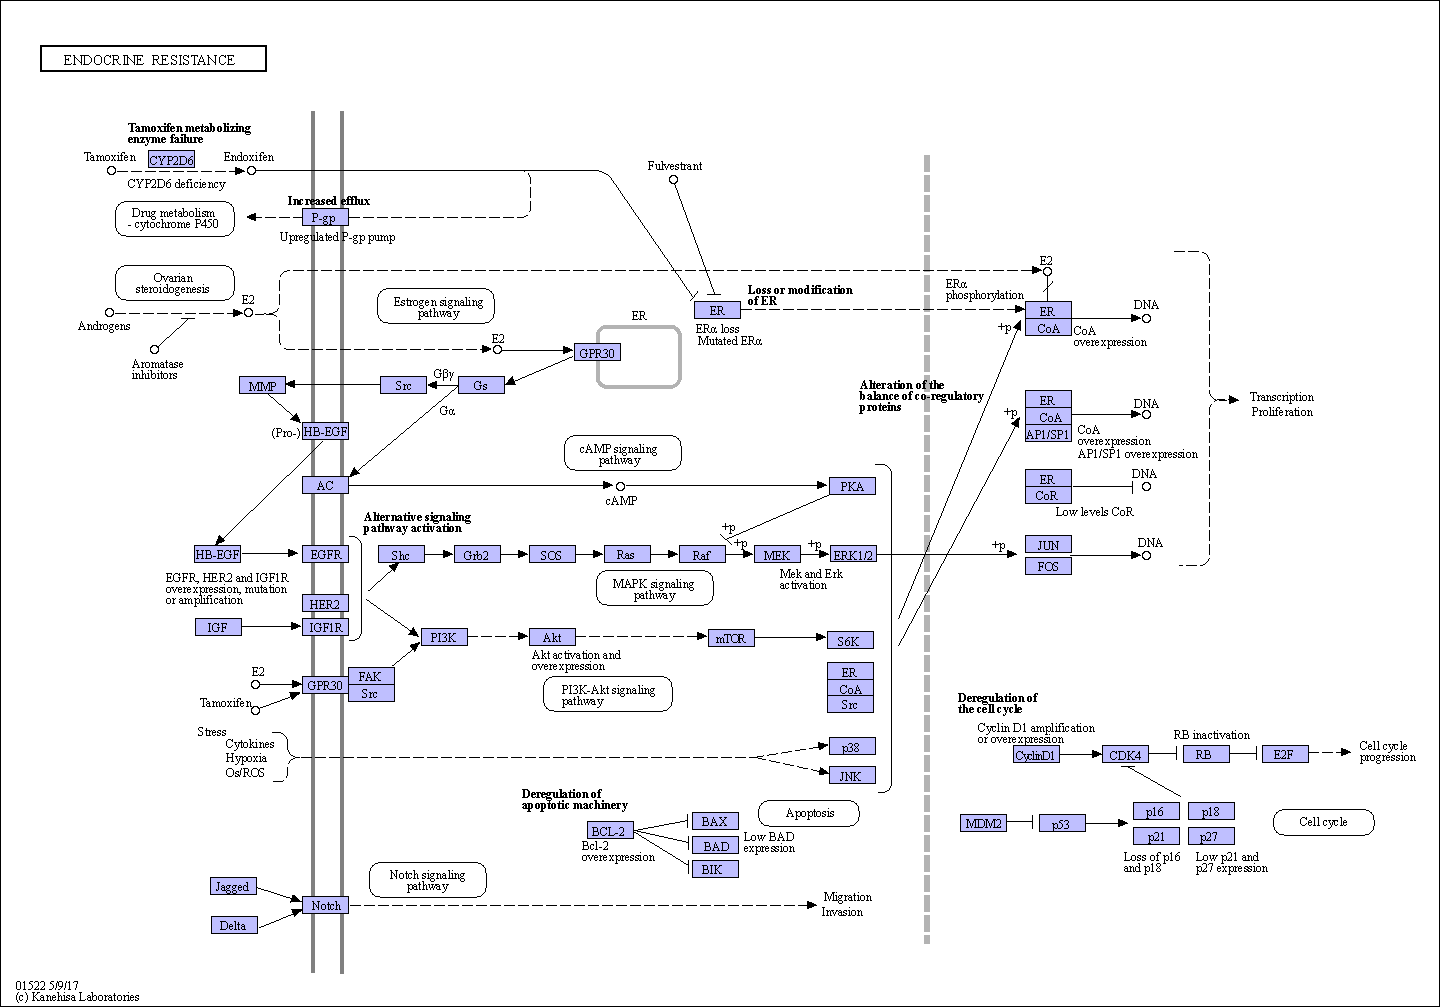 ENDOCRINE RESISTANCE
Tamoxifen metabolizing
enzyme failure
Tamoxifen
CYP2D6
Endoxifen
CYP2D6 deficiency
Fulvestrant
Increased efflux
Drug metabolism
- cytochrome P450
P-gp
Upregulated P-gp pump
Ovarian
steroidogenesis
E2
Androgens
Aromatase
inhibitors
Estrogen signaling
pathway
E2
ER
GPR30
ER
Loss or modification
of ER
ERα loss
Mutated ERα
E2
ERα
phosphorylation
ER
CoA
+p
CoA
overexpression
DNA
MMP
Src
Gβγ
Gs
Gα
(Pro-)
HB-EGF
Alteration of the
balance of co-regulatory
proteins
+p
ER
CoA
AP1/SP1
DNA
CoA
overexpression
AP1/SP1 overexpression
Transcription
Proliferation
cAMP signaling
pathway
AC
cAMP
PKA
ER
CoR
DNA
Low levels CoR
Alternative signaling
pathway activation
+p
HB-EGF
EGFR
Shc
Grb2
SOS
Ras
Raf
+p
MEK
+p
ERK1/2
+p
JUN
FOS
DNA
EGFR, HER2 and IGF1R
overexpression, mutation
or amplification
MAPK signaling
pathway
Mek and Erk
activation
HER2
IGF
IGF1R
PI3K
Akt
mTOR
S6K
Akt activation and
overexpression
E2
GPR30
FAK
Src
Tamoxifen
PI3K-Akt signaling
pathway
ER
CoA
Src
Stress
Cytokines
Hypoxia
Os/ROS
p38
JNK
Deregulation of
the cell cycle
Cyclin D1 amplification
or overexpression
RB inactivation
CyclinD1
CDK4
RB
E2F
Cell cycle
progression
Deregulation of
apoptotic machinery
BCL-2
Bcl-2
overexpression
BAX
BAD
BIK
Low BAD
expression
Apoptosis
MDM2
p53
p16
p18
p21
p27
Loss of p16
and p18
Low p21 and
p27 expression
Cell cycle
Notch signaling
pathway
Jagged
Delta
Notch
Migration
Invasion
01522 5/9/17
(c) Kanehisa Laboratories